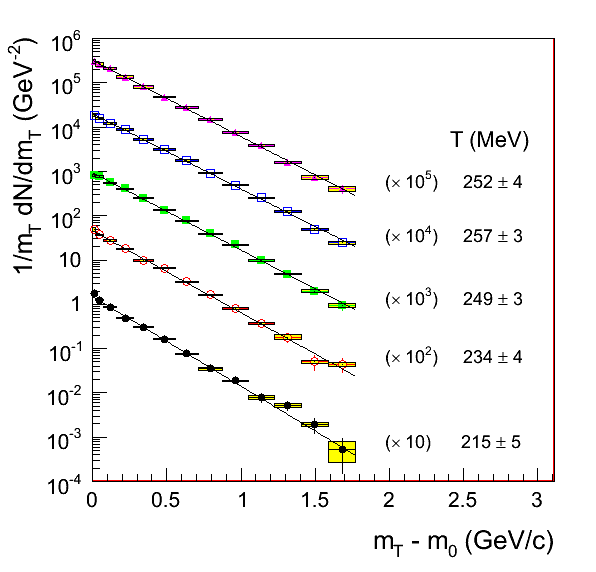 1/m_T dN/dm_T (GeV^-2)
10^6
10^5
10^4
10^3
10^2
10
1
10^-1
10^-2
10^-3
10^-4
T (MeV)
(× 10^5) 252 ± 4
(× 10^4) 257 ± 3
(× 10^3) 249 ± 3
(× 10^2) 234 ± 4
(× 10) 215 ± 5
0 0.5 1 1.5 2 2.5 3
m_T - m_0 (GeV/c)